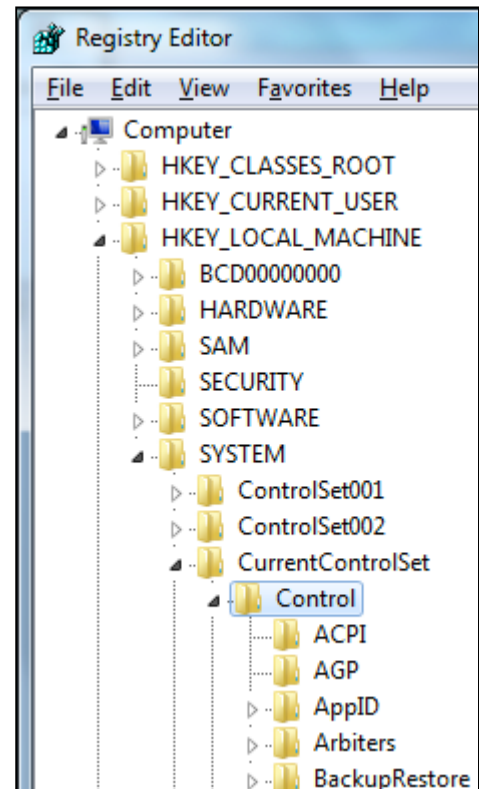 Registry Editor
File Edit View Favorites Help
Computer
HKEY_CLASSES_ROOT
HKEY_CURRENT_USER
HKEY_LOCAL_MACHINE
BCD00000000
HARDWARE
SAM
SECURITY
SOFTWARE
SYSTEM
ControlSet001
ControlSet002
CurrentControlSet
Control
ACPI
AGP
AppID
Arbiters
BackupRestore